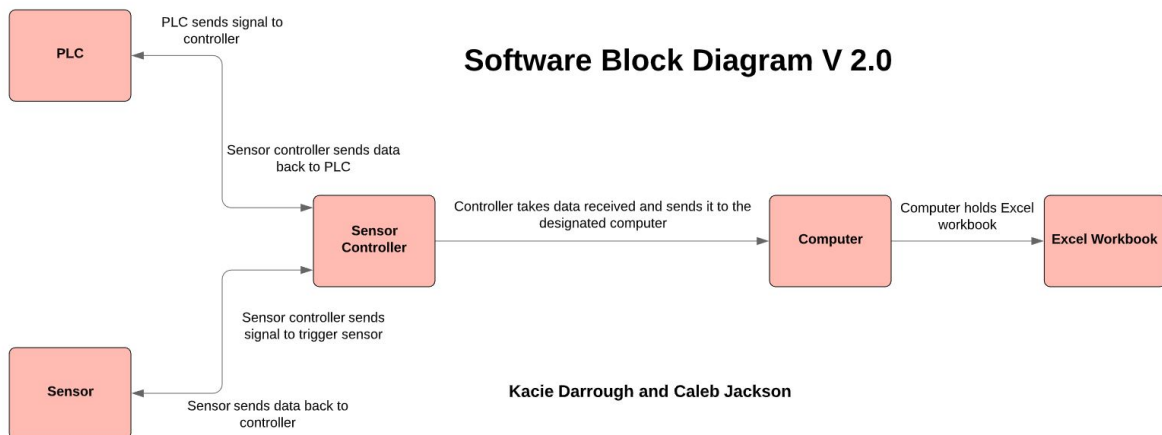 PLC sends signal to
controller
PLC
Software Block Diagram V 2.0
Sensor controller sends data
back to PLC
Sensor
Controller
Controller takes data received and sends it to the
designated computer
Computer
Computer holds Excel
workbook
Excel Workbook
Sensor controller sends
signal to trigger sensor
Sensor
Sensor sends data back to
controller
Kacie Darrough and Caleb Jackson